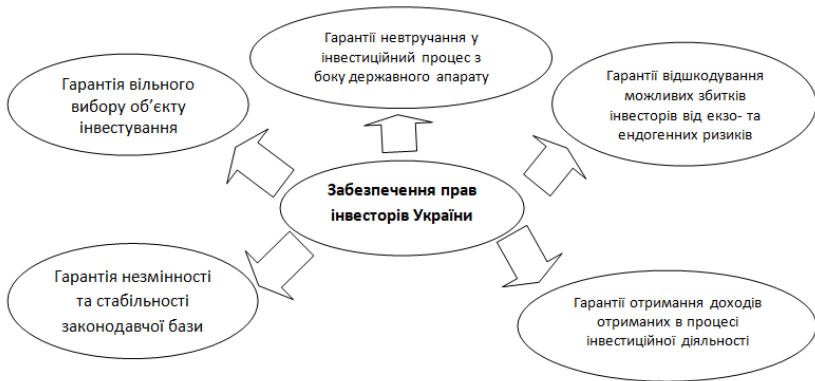 Гарантії невтручання у
інвестиційний процес з
боку державного апарату
Гарантія вільного
вибору об’єкту
інвестування
Гарантії відшкодування
можливих збитків
інвесторів від екзо- та
ендогенних ризиків
Забезпечення прав
інвесторів України
Гарантія незмінності
та стабільності
законодавчої бази
Гарантії отримання доходів
отриманих в процесі
інвестиційної діяльності